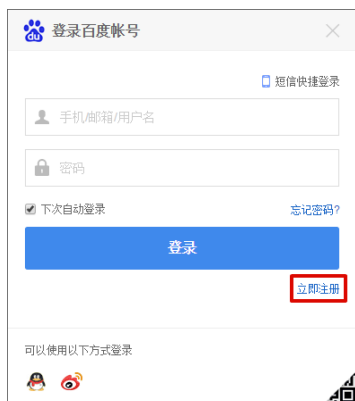 du 登录百度帐号
短信快捷登录
手机/邮箱/用户名
密码
下次自动登录 忘记密码?
登录
立即注册
可以使用以下方式登录